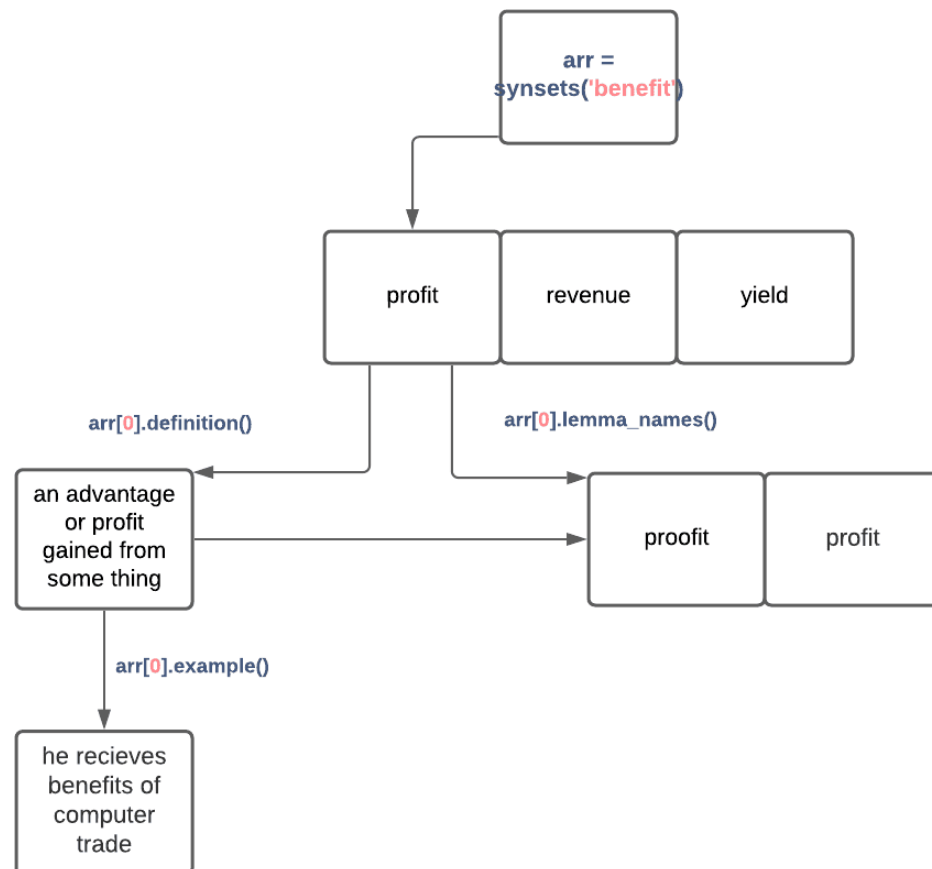 arr =
synsets('benefit')
profit
revenue
yield
arr[0].definition()
arr[0].lemma_names()
an advantage
or profit
gained from
some thing
proofit
profit
arr[0].example()
he recieves
benefits of
computer
trade